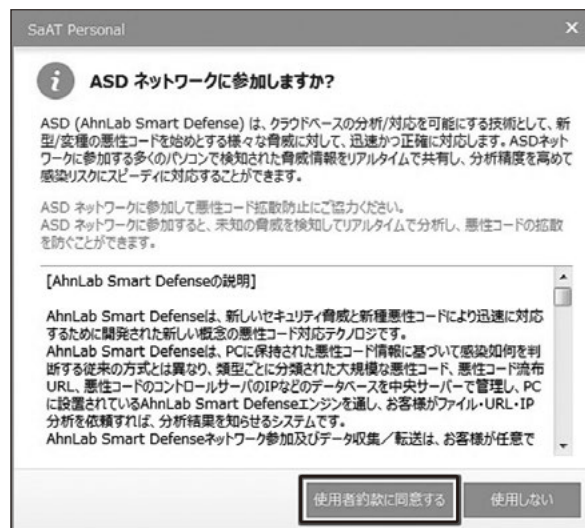 SaAT Personal
ASD ネットワークに参加しますか?
ASD (AhnLab Smart Defense) は、クラウドベースの分析/対応を可能にする技術として、新
型/変種の悪性コードを始めとする様々な脅威に対して、迅速かつ正確に対応します。ASDネット
ワークに参加する多くのパソコンで検知された脅威情報をリアルタイムで共有し、分析精度を高めて
感染リスクにスピーディに対応することができます。
ASD ネットワークに参加して悪性コード拡散防止にご協力ください。
ASD ネットワークに参加すると、未知の脅威を検知してリアルタイムで分析し、悪性コードの拡散
を防ぐことができます。
[AhnLab Smart Defenseの説明]
AhnLab Smart Defenseは、新しいセキュリティ脅威と新種悪性コードにより迅速に対応
するために開発された新しい概念の悪性コード対応テクノロジです。
AhnLab Smart Defenseは、PCに保持された悪性コード情報に基づいて感染如何を判
断する従来の方式とは異なり、類型ごとに分類された大規模な悪性コード、悪性コード流布
URL、悪性コードのコントロールサーバのIPなどのデータベースを中央サーバーで管理し、PC
に設置されているAhnLab Smart Defenseエンジンを通し、お客様がファイル・URL・IP
分析を依頼すれば、分析結果を知らせるシステムです。
AhnLab Smart Defenseネットワーク参加及びデータ収集／転送は、お客様が任意で
使用者約款に同意する
使用しない